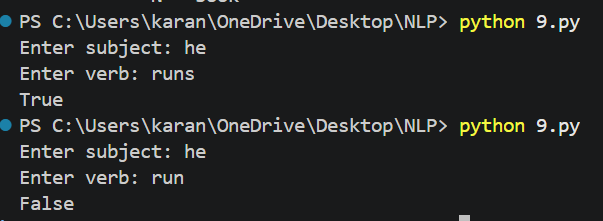 PS C:\Users\karan\OneDrive\Desktop\NLP> python 9.py
Enter subject: he
Enter verb: runs
True
PS C:\Users\karan\OneDrive\Desktop\NLP> python 9.py
Enter subject: he
Enter verb: run
False